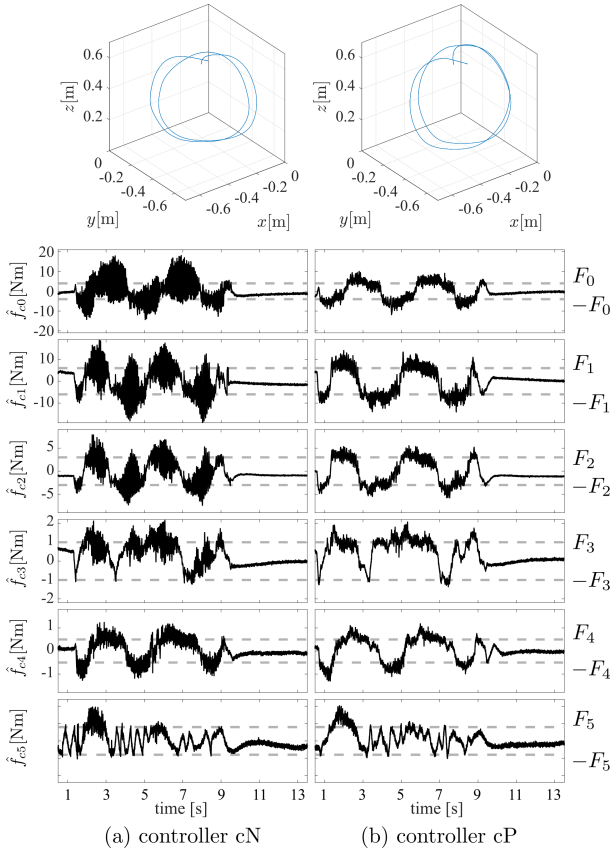 0.6 0.6
0.4 0.4
z[m] z[m]
0.2 0.2
0 0 0 0
-0.2 -0.2 -0.2 -0.2
-0.4 -0.4 -0.4 -0.4
-0.6 -0.6 -0.6 -0.6
y[m] x[m] y[m] x[m]
20
10
0
-10
-20
f̂c0[Nm]
F0
−F0
10
0
-10
f̂c1[Nm]
F1
−F1
5
0
-5
f̂c2[Nm]
F2
−F2
2
1
0
-1
-2
f̂c3[Nm]
F3
−F3
1
0
-1
f̂c4[Nm]
F4
−F4
f̂c5[Nm]
F5
−F5
1 3 5 7 9 11 13 1 3 5 7 9 11 13
time [s] time [s]
(a) controller cN (b) controller cP